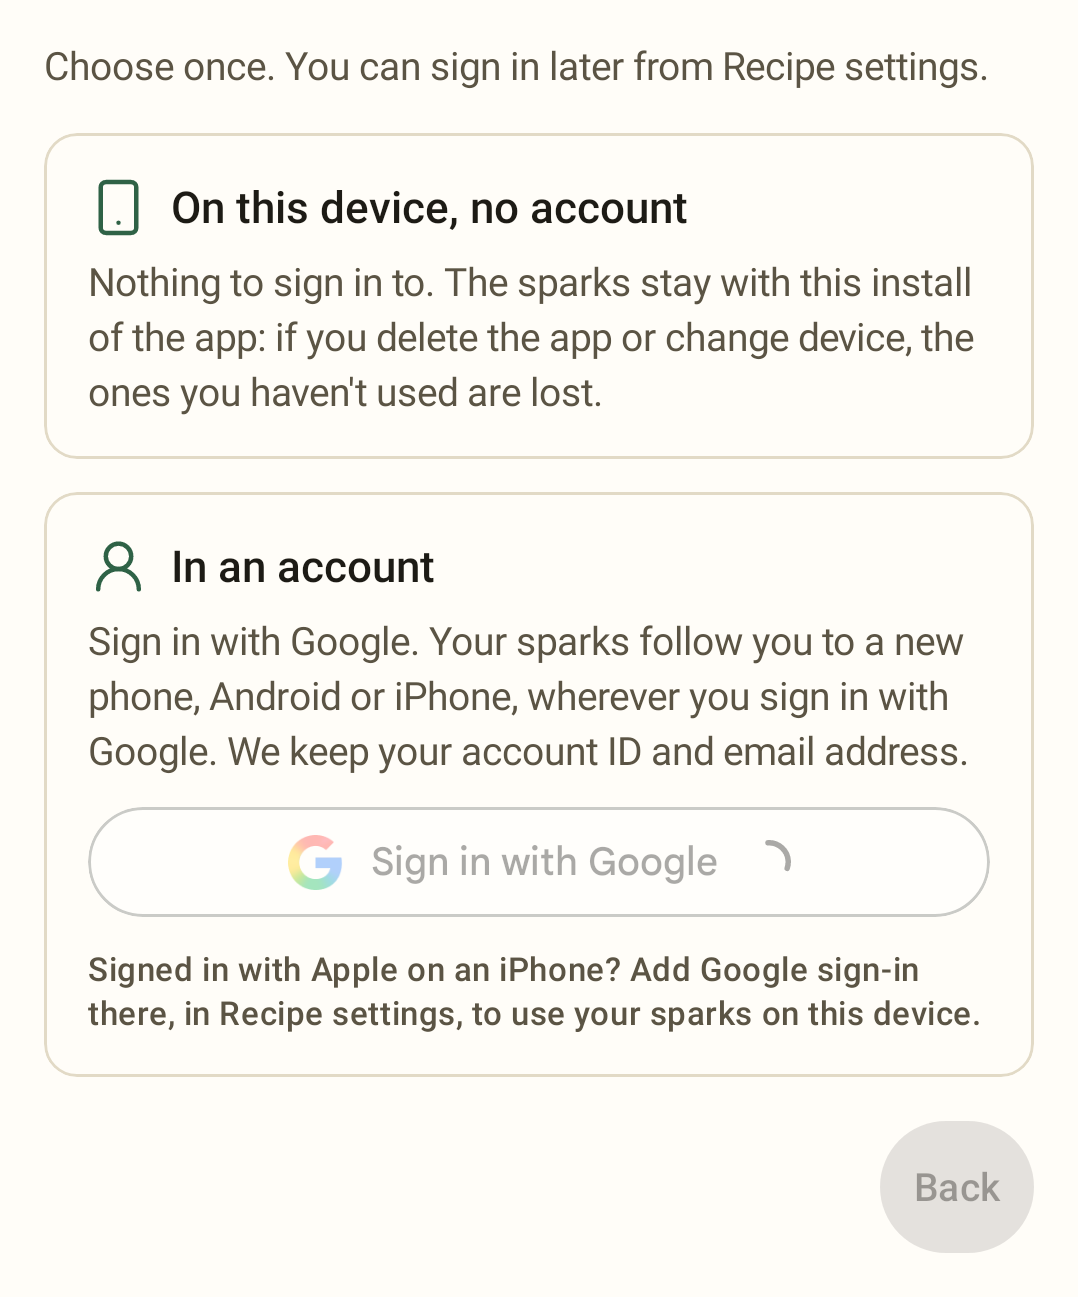 Choose once. You can sign in later from Recipe settings.
On this device, no account
Nothing to sign in to. The sparks stay with this install
of the app: if you delete the app or change device, the
ones you haven't used are lost.
In an account
Sign in with Google. Your sparks follow you to a new
phone, Android or iPhone, wherever you sign in with
Google. We keep your account ID and email address.
Sign in with Google
Signed in with Apple on an iPhone? Add Google sign-in
there, in Recipe settings, to use your sparks on this device.
Back